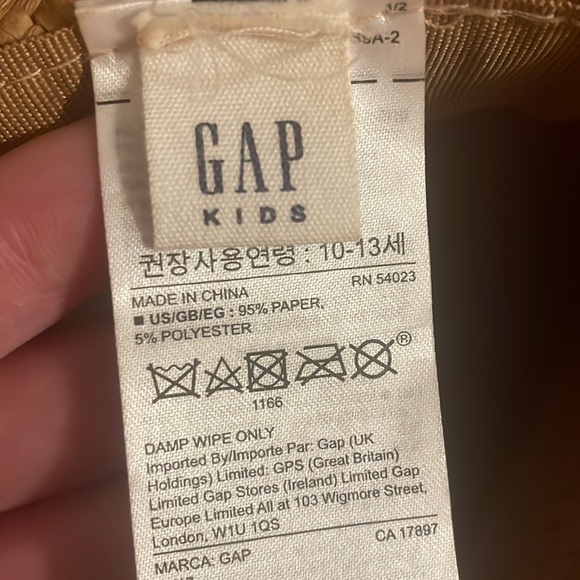 1/2
A-2
GAP
KIDS
권장사용연령 : 10-13세
RN 54023
MADE IN CHINA
US/GB/EG : 95% PAPER,
5% POLYESTER
®
1166
DAMP WIPE ONLY
Imported By/Importe Par: Gap (UK
Holdings) Limited: GPS (Great Britain)
Limited Gap Stores (Ireland) Limited Gap
Europe Limited All at 103 Wigmore Street,
London, W1U 1QS
CA 17897
MARCA: GAP